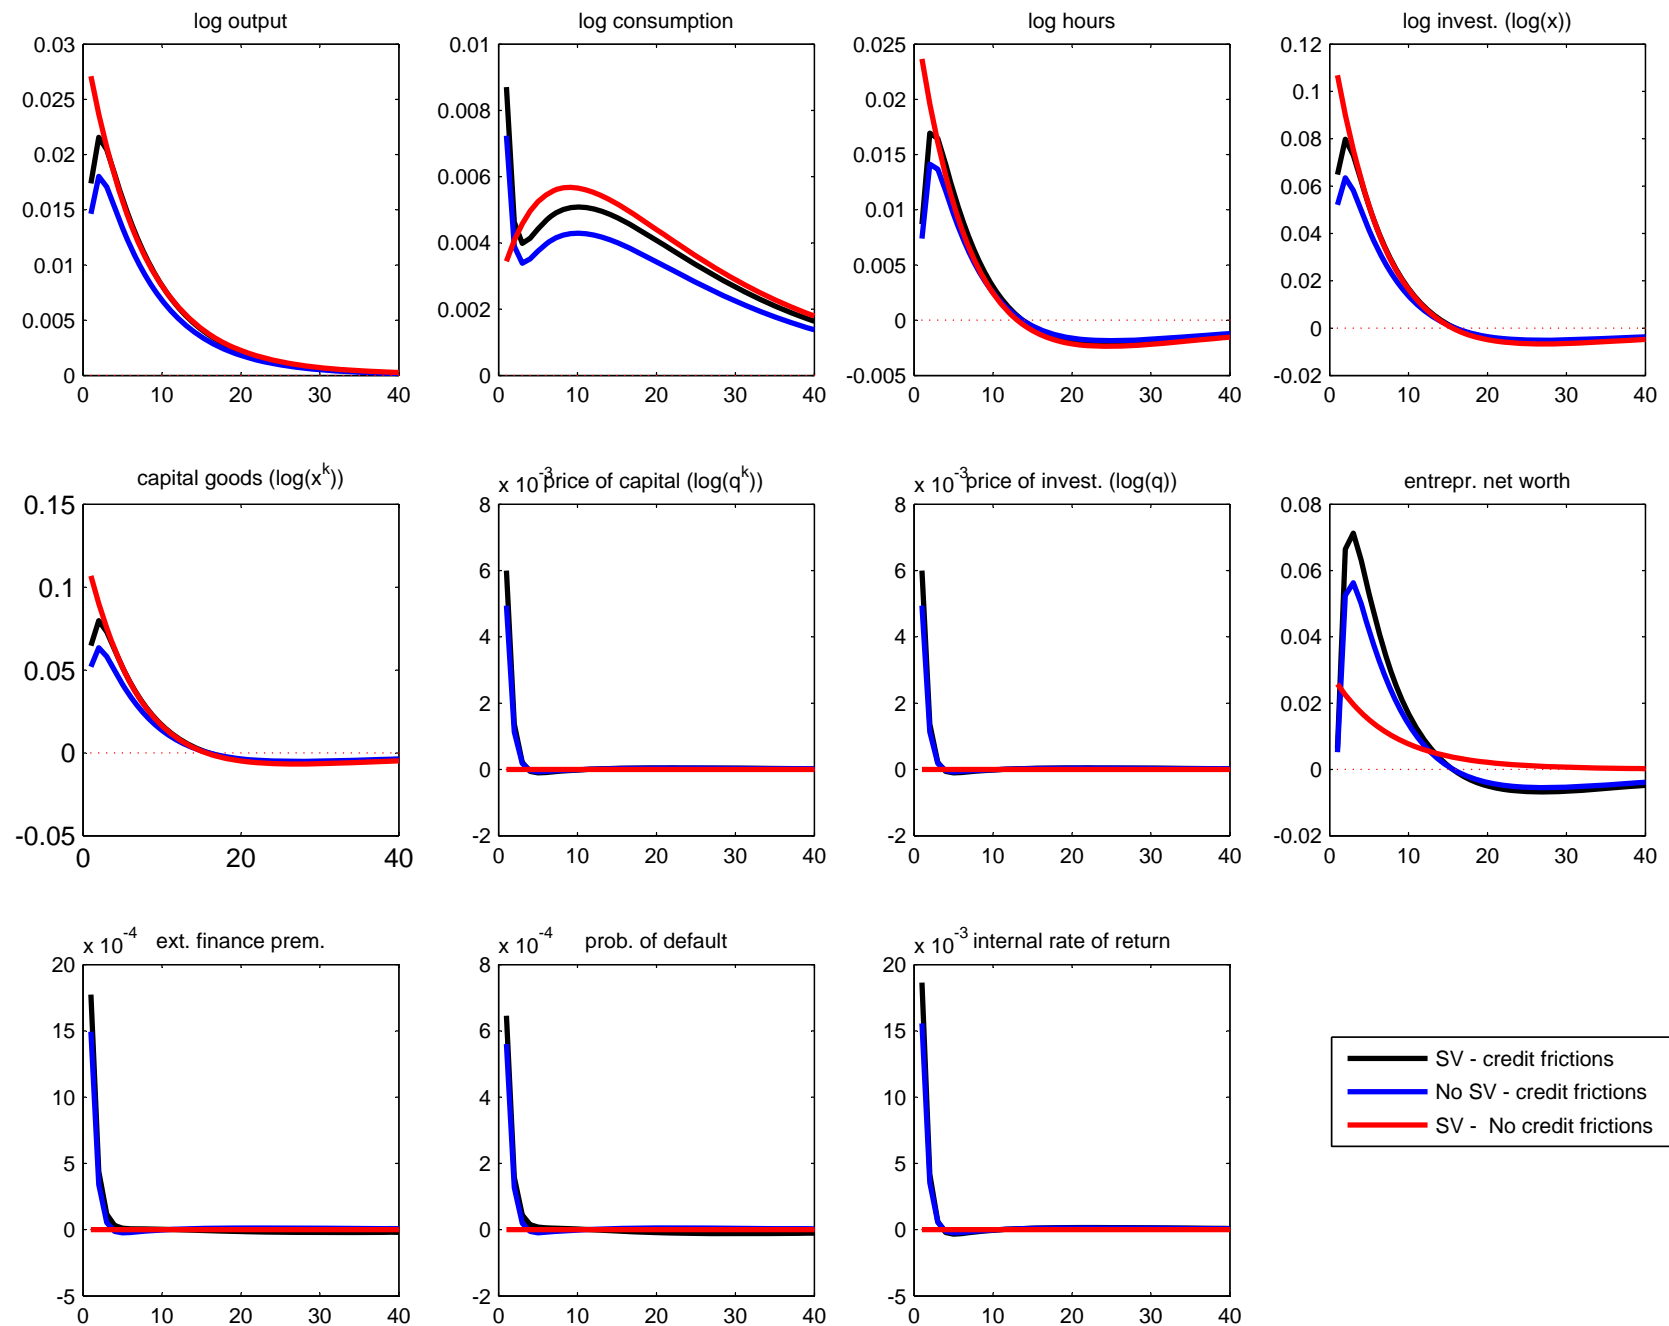 log output
0.03
0.025
0.02
0.015
0.01
0.005
0
0 10 20 30 40
log consumption
0.01
0.008
0.006
0.004
0.002
0
0 10 20 30 40
log hours
0.025
0.02
0.015
0.01
0.005
0
-0.005
0 10 20 30 40
log invest. (log(x))
0.12
0.1
0.08
0.06
0.04
0.02
0
-0.02
0 10 20 30 40
capital goods (log(x^k))
0.15
0.1
0.05
0
-0.05
0 20 40
x 10^-3
price of capital (log(q^k))
8
6
4
2
0
-2
0 10 20 30 40
x 10^-3
price of invest. (log(q))
8
6
4
2
0
-2
0 10 20 30 40
entrepr. net worth
0.08
0.06
0.04
0.02
0
-0.02
0 10 20 30 40
x 10^-4
ext. finance prem.
20
15
10
5
0
-5
0 10 20 30 40
x 10^-4
prob. of default
8
6
4
2
0
-2
0 10 20 30 40
x 10^-3
internal rate of return
20
15
10
5
0
-5
0 10 20 30 40
SV - credit frictions
No SV - credit frictions
SV - No credit frictions